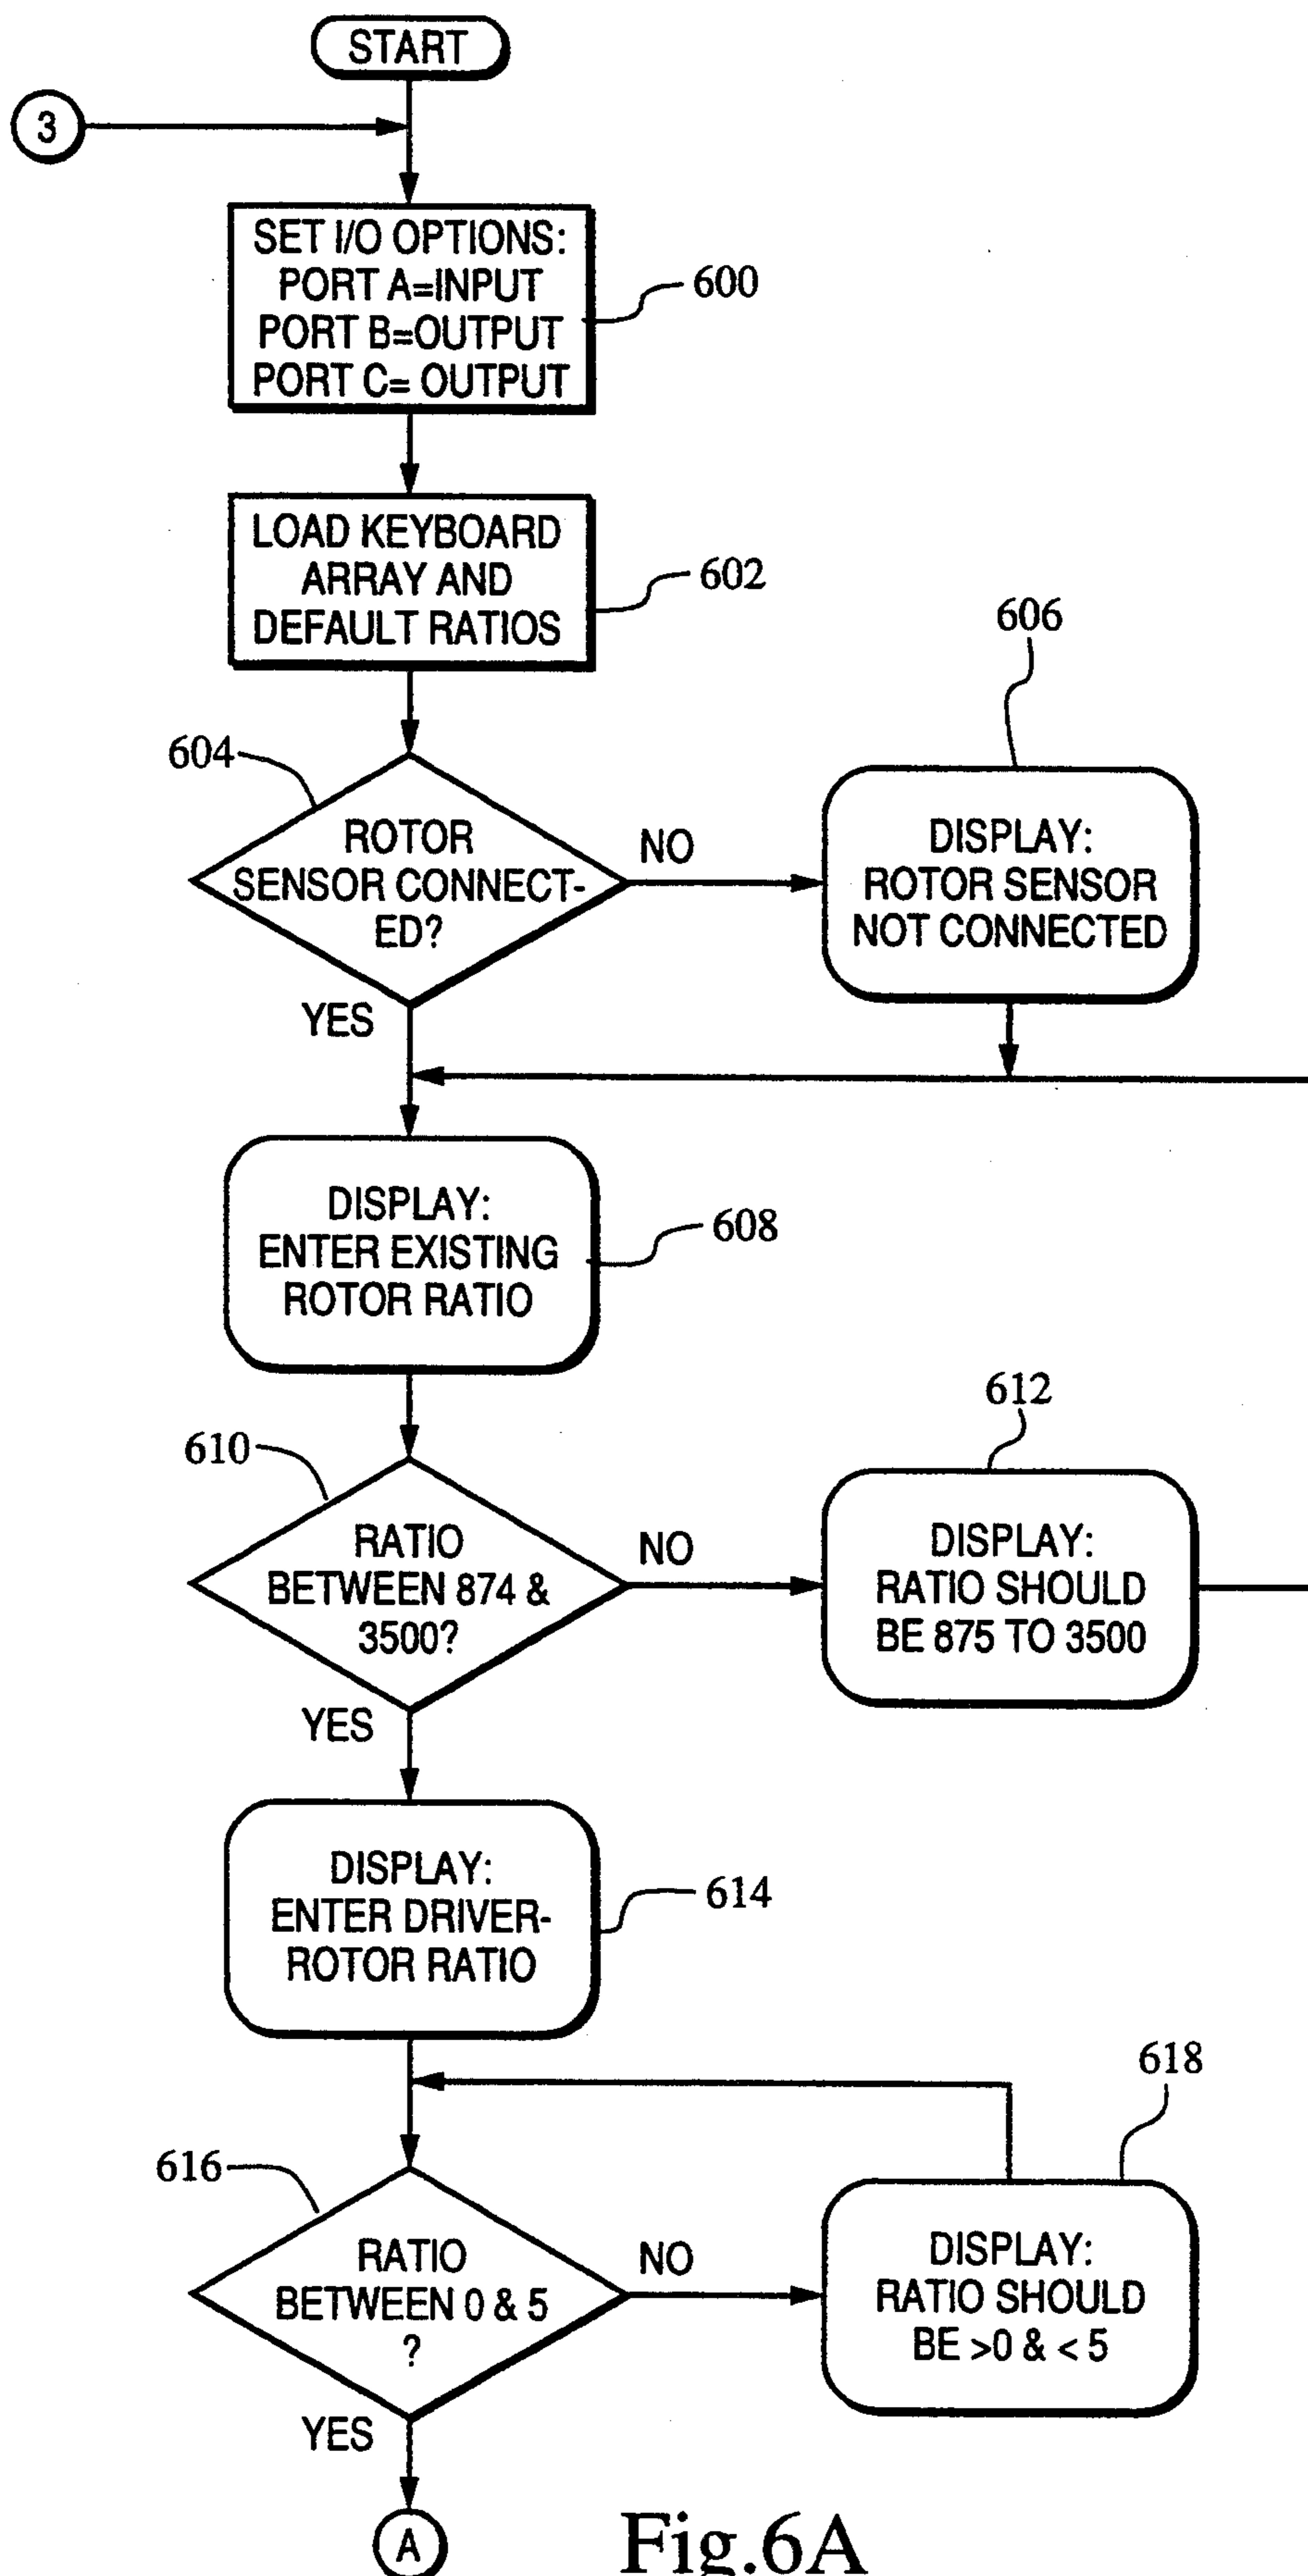 START
3
SET I/O OPTIONS:
PORT A=INPUT
PORT B=OUTPUT
PORT C= OUTPUT
600
LOAD KEYBOARD
ARRAY AND
DEFAULT RATIOS
602
604
ROTOR
SENSOR CONNECT-
ED?
NO
YES
606
DISPLAY:
ROTOR SENSOR
NOT CONNECTED
DISPLAY:
ENTER EXISTING
ROTOR RATIO
608
610
RATIO
BETWEEN 874 &
3500?
NO
YES
612
DISPLAY:
RATIO SHOULD
BE 875 TO 3500
DISPLAY:
ENTER DRIVER-
ROTOR RATIO
614
616
RATIO
BETWEEN 0 & 5
?
NO
YES
618
DISPLAY:
RATIO SHOULD
BE >0 & < 5
A
Fig.6A